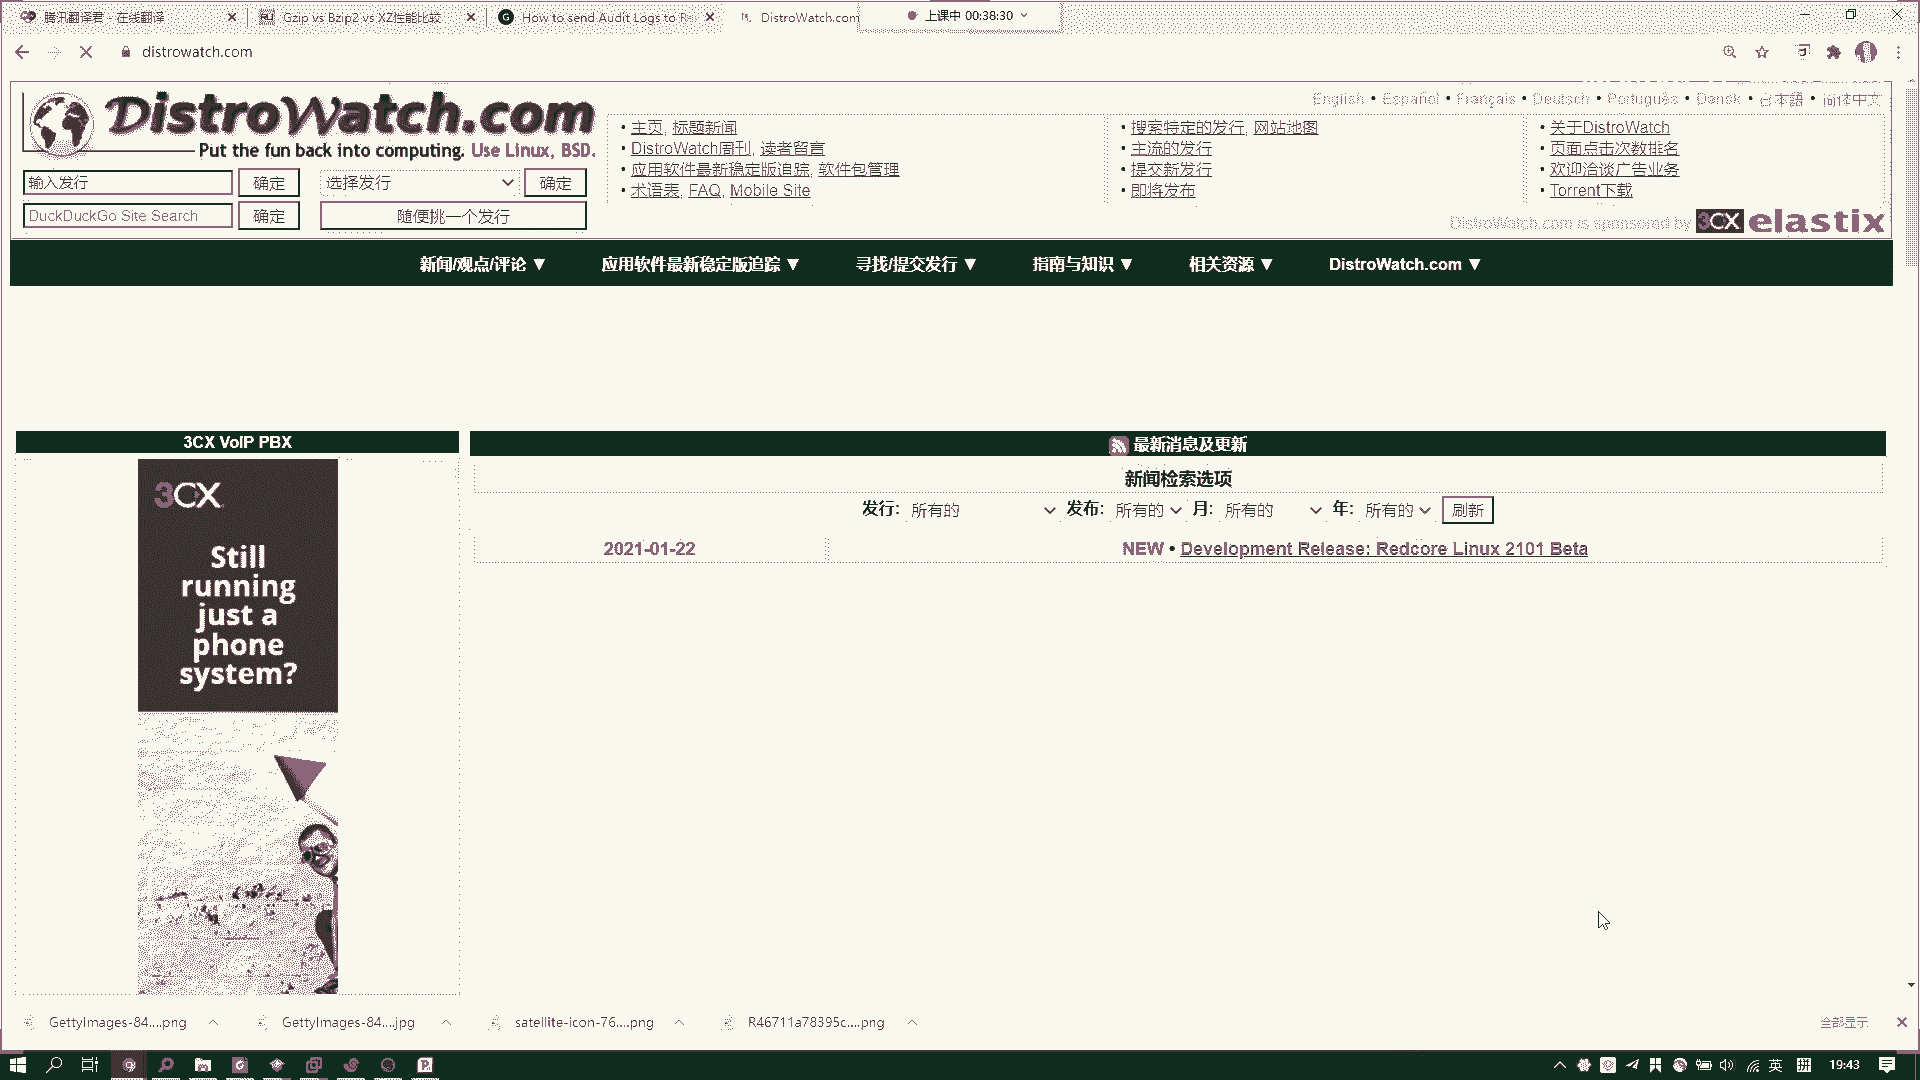 腾讯翻译君 - 在线翻译
Gzip vs Bzip2 vs XZ性能比较
How to send Audit Logs to R
DistroWatch.com
上课中 00:38:30
distrowatch.com
DistroWatch.com
Put the fun back into computing. Use Linux, BSD.
English • Español • Français • Deutsch • Português • Dansk • 日本語 • 简体中文
• 主页, 标题新闻
• DistroWatch周刊, 读者留言
• 应用软件最新稳定版追踪, 软件包管理
• 术语表, FAQ, Mobile Site
• 搜索特定的发行, 网站地图
• 主流的发行
• 提交新发行
• 即将发布
• 关于DistroWatch
• 页面点击次数排名
• 欢迎洽谈广告业务
• Torrent下载
输入发行 确定 选择发行 确定
DuckDuckGo Site Search 确定 随便挑一个发行
DistroWatch.com is sponsored by 3CX elastix
新闻/观点/评论 ▼ 应用软件最新稳定版追踪 ▼ 寻找/提交发行 ▼ 指南与知识 ▼ 相关资源 ▼ DistroWatch.com ▼
3CX VoIP PBX
3CX
Still
running
just a
phone
system?
最新消息及更新
新闻检索选项
发行: 所有的 发布: 所有的 月: 所有的 年: 所有的 刷新
2021-01-22 NEW • Development Release: Redcore Linux 2101 Beta
GettyImages-84....png GettyImages-84....jpg satellite-icon-76....png R46711a78395c....png 全部显示
英 拼 19:43